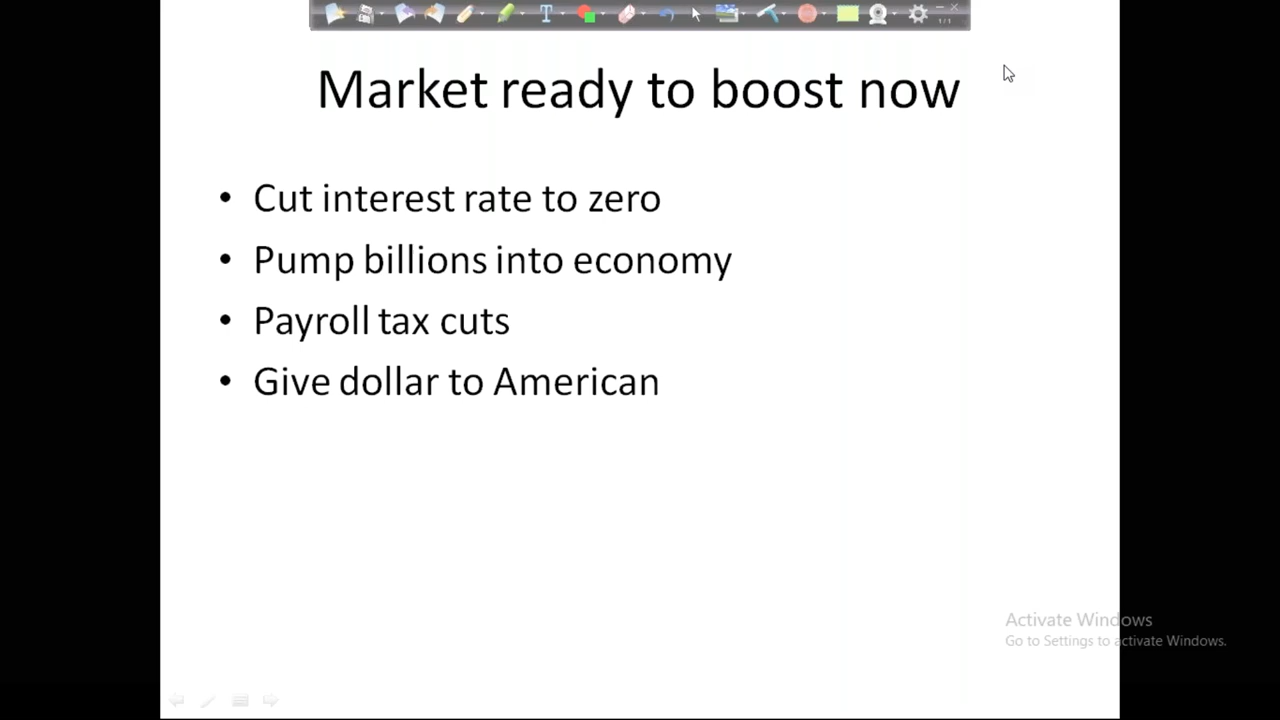 Market ready to boost now
• Cut interest rate to zero
• Pump billions into economy
• Payroll tax cuts
• Give dollar to American
Activate Windows
Go to Settings to activate Windows.